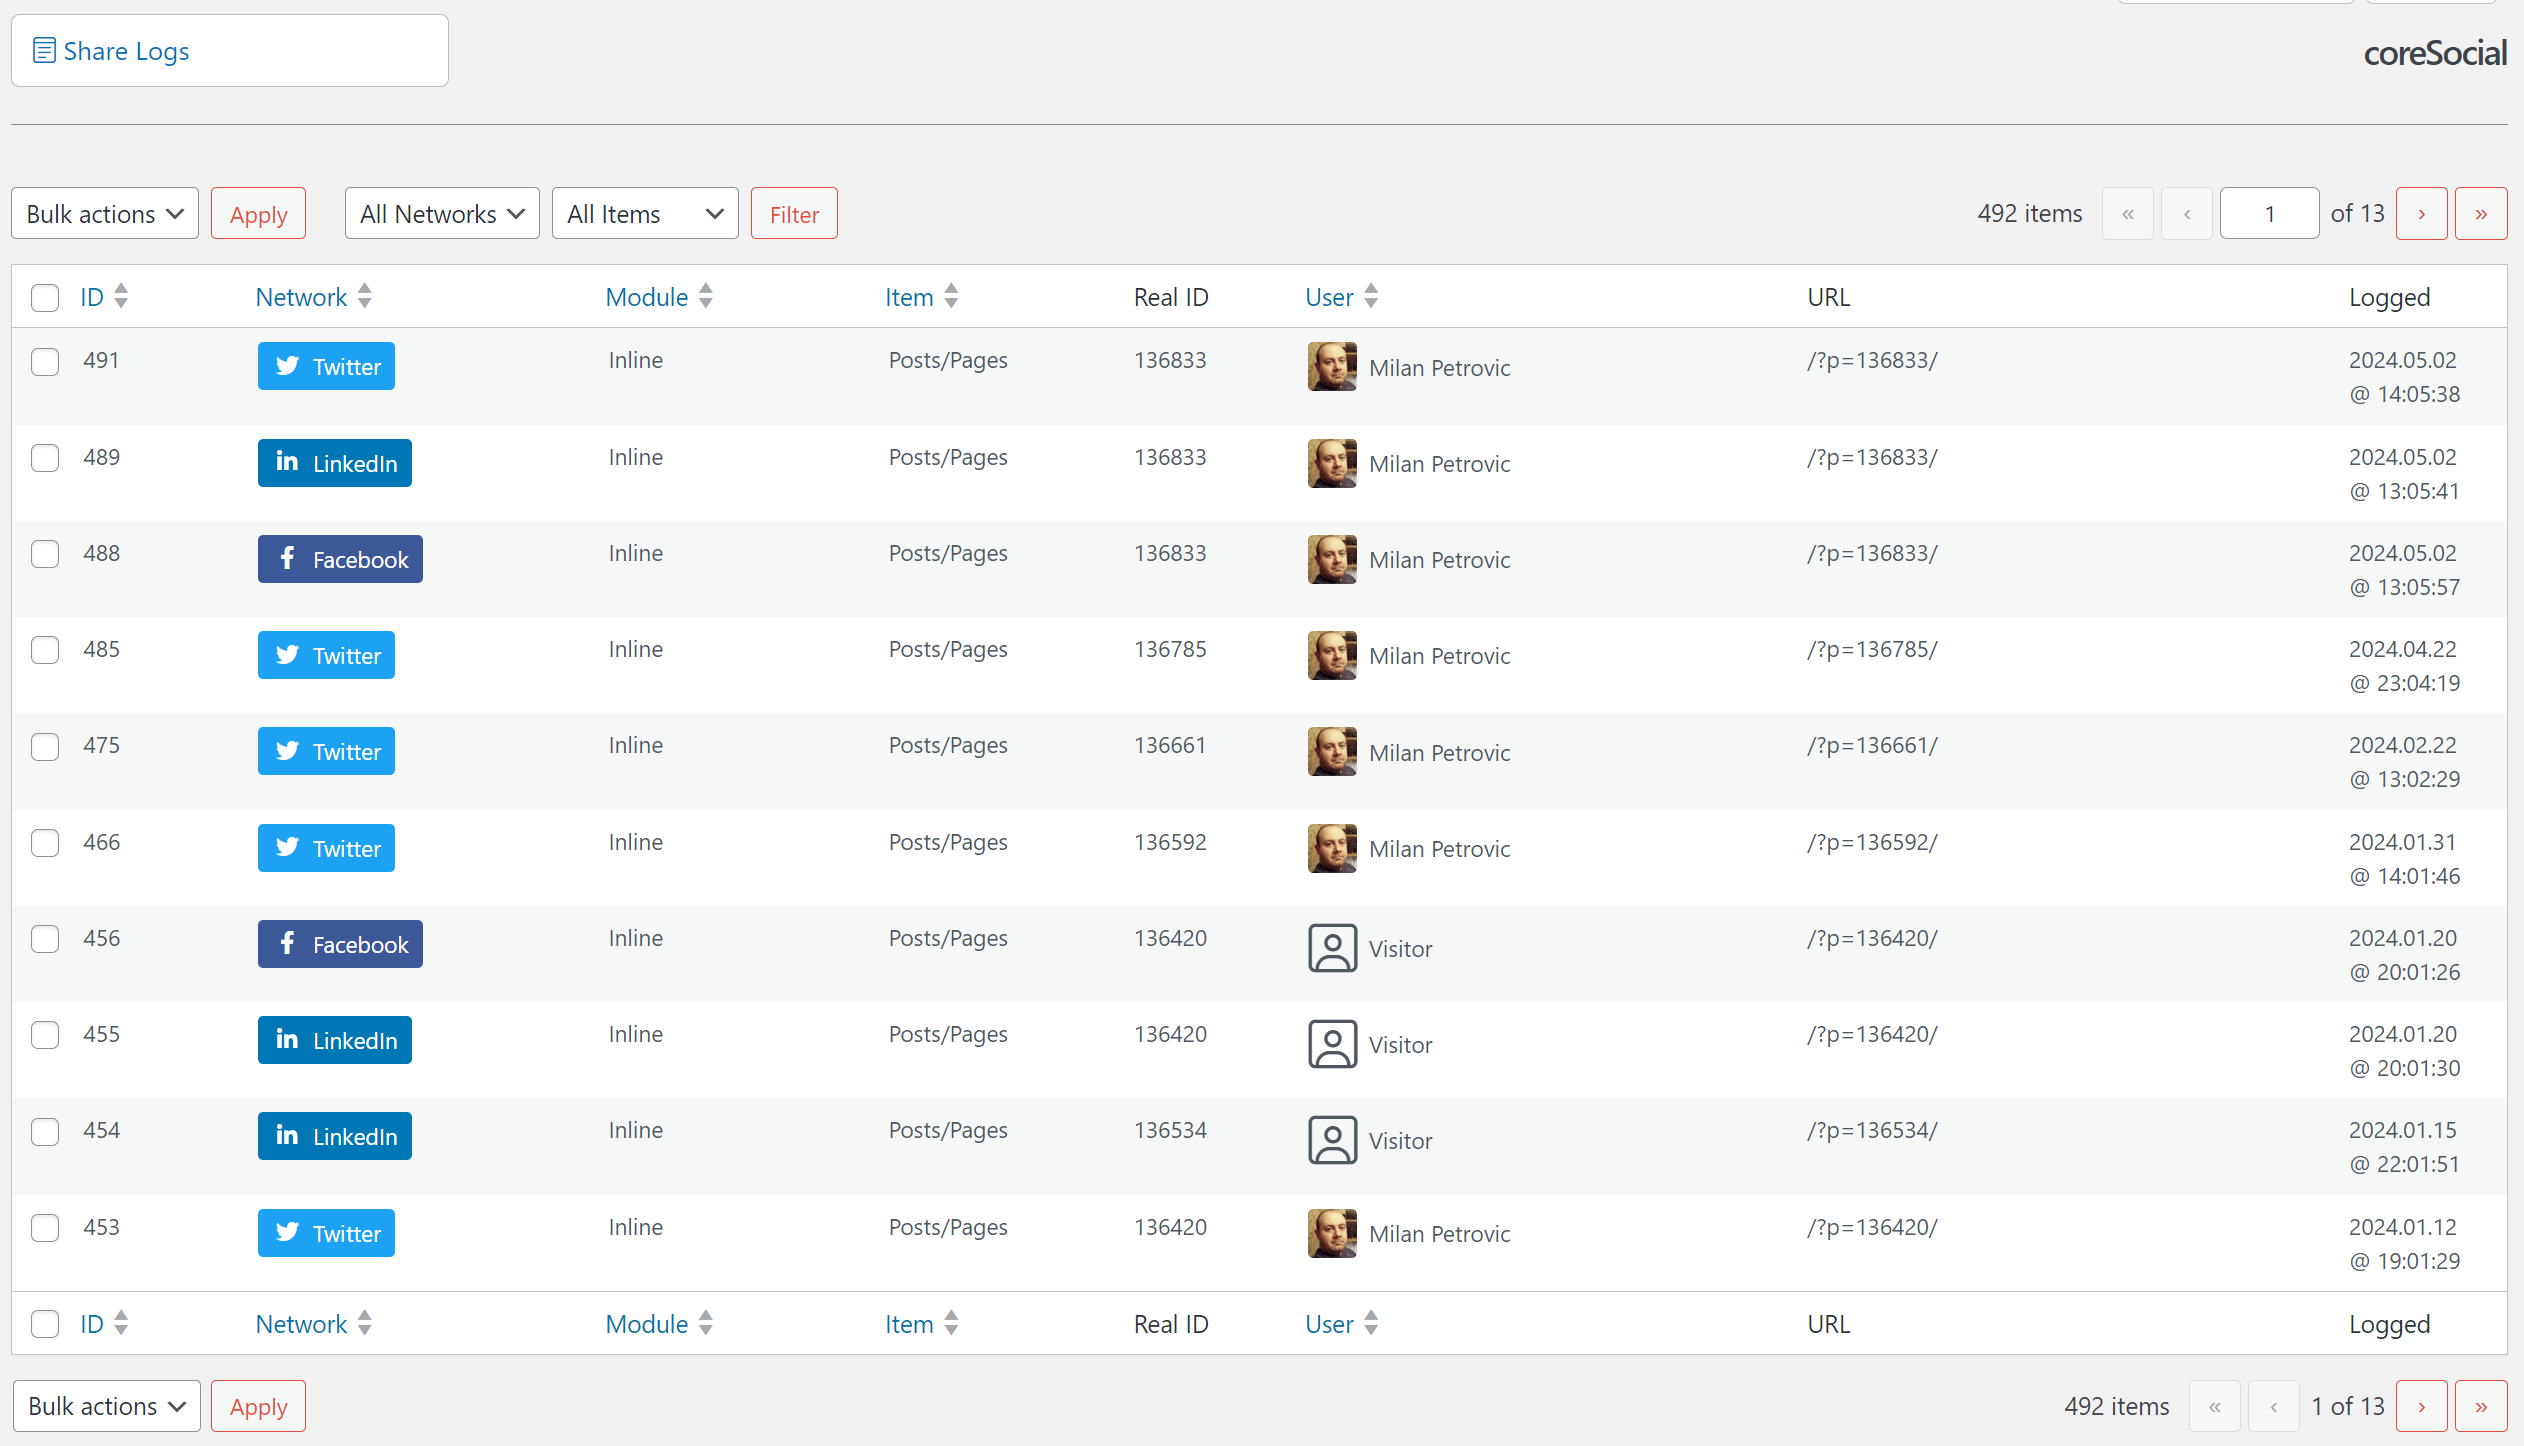 Share Logs
coreSocial
Bulk actions Apply All Networks All Items Filter 492 items « ‹ 1 of 13 › »
ID Network Module Item Real ID User URL Logged
491 Twitter Inline Posts/Pages 136833 Milan Petrovic /?p=136833/ 2024.05.02
@ 14:05:38
489 LinkedIn Inline Posts/Pages 136833 Milan Petrovic /?p=136833/ 2024.05.02
@ 13:05:41
488 Facebook Inline Posts/Pages 136833 Milan Petrovic /?p=136833/ 2024.05.02
@ 13:05:57
485 Twitter Inline Posts/Pages 136785 Milan Petrovic /?p=136785/ 2024.04.22
@ 23:04:19
475 Twitter Inline Posts/Pages 136661 Milan Petrovic /?p=136661/ 2024.02.22
@ 13:02:29
466 Twitter Inline Posts/Pages 136592 Milan Petrovic /?p=136592/ 2024.01.31
@ 14:01:46
456 Facebook Inline Posts/Pages 136420 Visitor /?p=136420/ 2024.01.20
@ 20:01:26
455 LinkedIn Inline Posts/Pages 136420 Visitor /?p=136420/ 2024.01.20
@ 20:01:30
454 LinkedIn Inline Posts/Pages 136534 Visitor /?p=136534/ 2024.01.15
@ 22:01:51
453 Twitter Inline Posts/Pages 136420 Milan Petrovic /?p=136420/ 2024.01.12
@ 19:01:29
ID Network Module Item Real ID User URL Logged
Bulk actions Apply 492 items « ‹ 1 of 13 › »